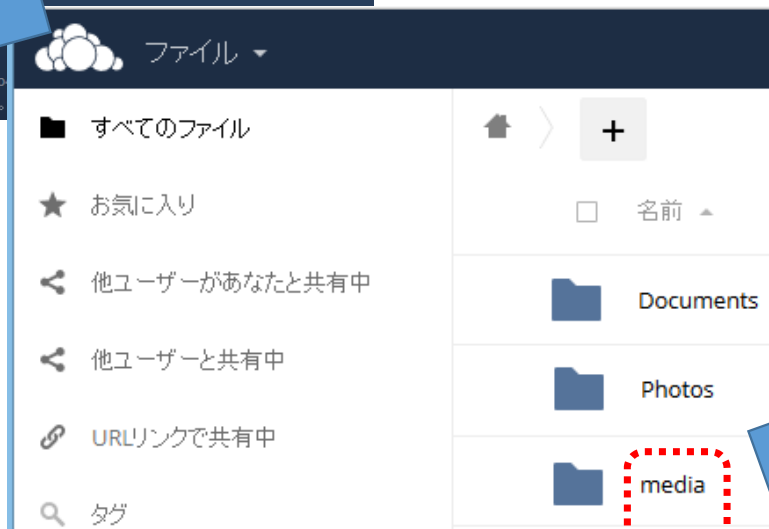 ファイル
すべてのファイル
お気に入り
他ユーザーがあなたと共有中
他ユーザーと共有中
URLリンクで共有中
タグ
+
名前
Documents
Photos
media